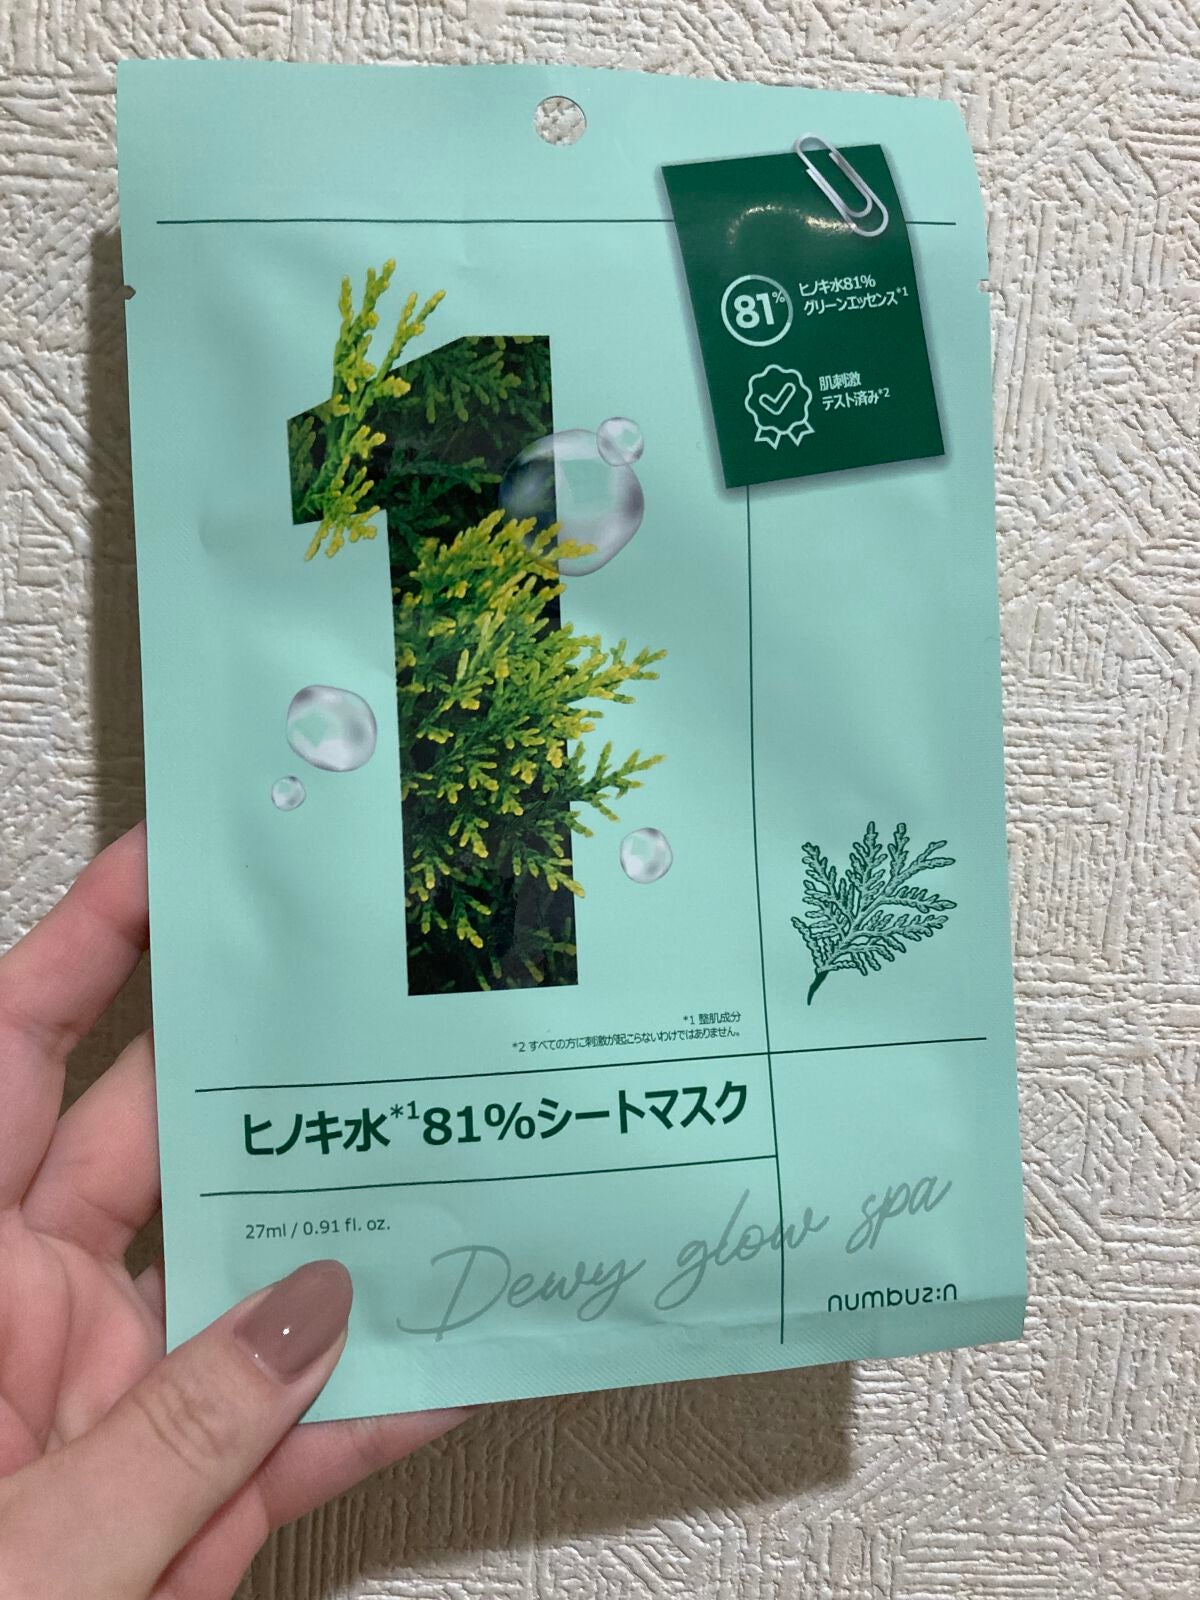 81%
ヒノキ水81%
グリーンエッセンス*1
肌刺激
テスト済み*2
1
*1 整肌成分
*2 すべての方に刺激が起こらないわけではありません。
ヒノキ水*1 81%シートマスク
27ml / 0.91 fl. oz.
Dewy glow spa
numbuz:n